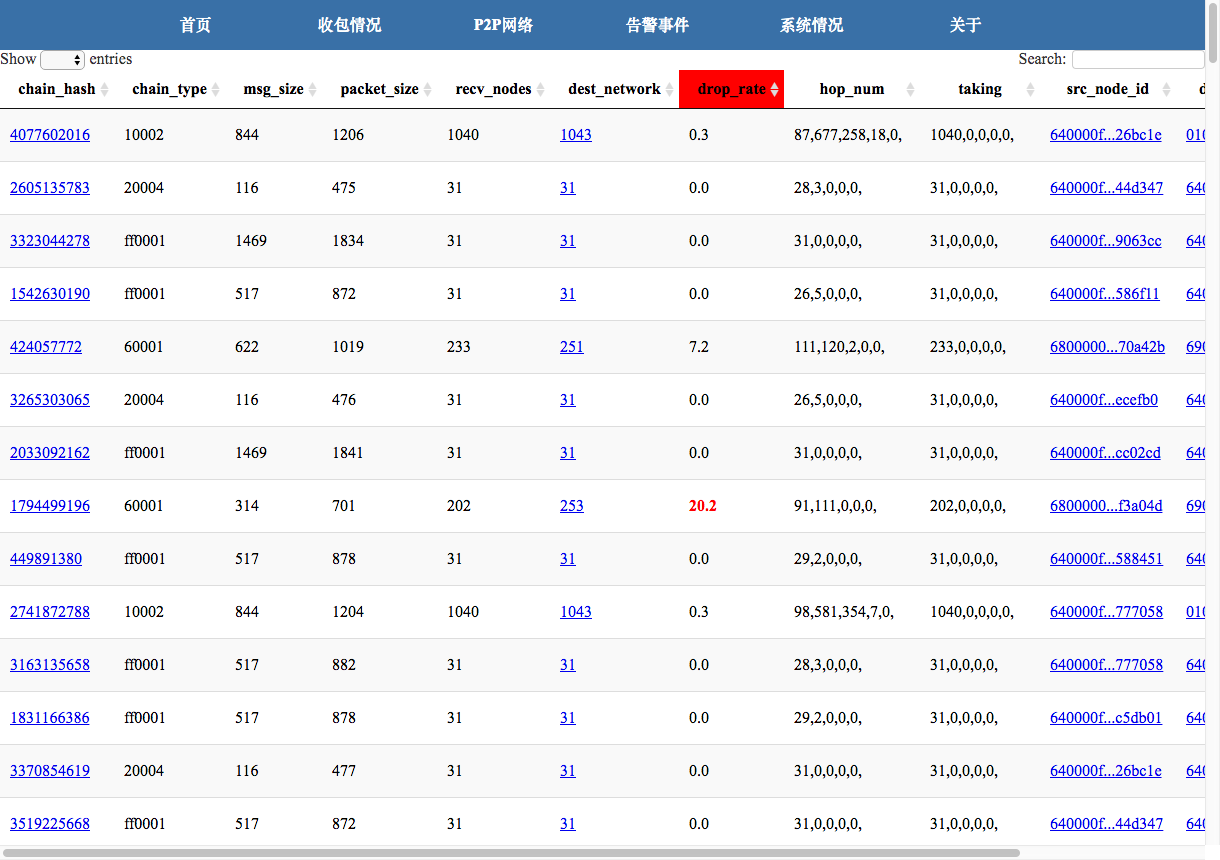 首页 收包情况 P2P网络 告警事件 系统情况 关于
Show entries Search:
chain_hash chain_type msg_size packet_size recv_nodes dest_network drop_rate hop_num taking src_node_id d
4077602016 10002 844 1206 1040 1043 0.3 87,677,258,18,0, 1040,0,0,0,0, 640000f...26bc1e 010
2605135783 20004 116 475 31 31 0.0 28,3,0,0,0, 31,0,0,0,0, 640000f...44d347 640
3323044278 ff0001 1469 1834 31 31 0.0 31,0,0,0,0, 31,0,0,0,0, 640000f...9063cc 640
1542630190 ff0001 517 872 31 31 0.0 26,5,0,0,0, 31,0,0,0,0, 640000f...586f11 640
424057772 60001 622 1019 233 251 7.2 111,120,2,0,0, 233,0,0,0,0, 6800000...70a42b 690
3265303065 20004 116 476 31 31 0.0 26,5,0,0,0, 31,0,0,0,0, 640000f...ecefb0 640
2033092162 ff0001 1469 1841 31 31 0.0 31,0,0,0,0, 31,0,0,0,0, 640000f...cc02cd 640
1794499196 60001 314 701 202 253 20.2 91,111,0,0,0, 202,0,0,0,0, 6800000...f3a04d 690
449891380 ff0001 517 878 31 31 0.0 29,2,0,0,0, 31,0,0,0,0, 640000f...588451 640
2741872788 10002 844 1204 1040 1043 0.3 98,581,354,7,0, 1040,0,0,0,0, 640000f...777058 010
3163135658 ff0001 517 882 31 31 0.0 28,3,0,0,0, 31,0,0,0,0, 640000f...777058 640
1831166386 ff0001 517 878 31 31 0.0 29,2,0,0,0, 31,0,0,0,0, 640000f...c5db01 640
3370854619 20004 116 477 31 31 0.0 31,0,0,0,0, 31,0,0,0,0, 640000f...26bc1e 640
3519225668 ff0001 517 872 31 31 0.0 31,0,0,0,0, 31,0,0,0,0, 640000f...44d347 640